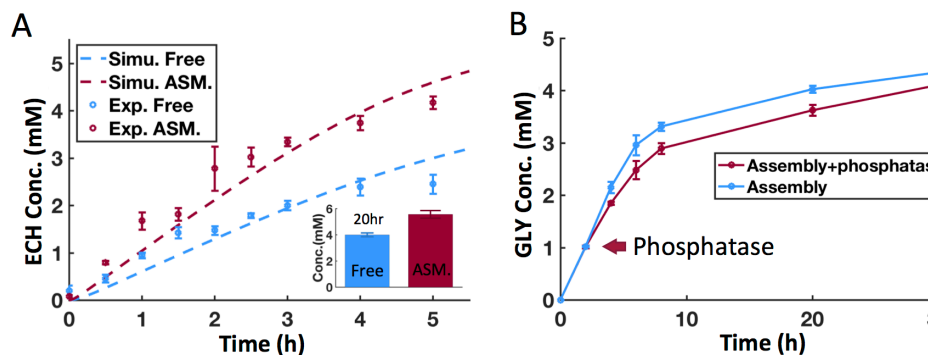 A
ECH Conc. (mM)
5
4
3
2
1
0
Simu. Free
Simu. ASM.
Exp. Free
Exp. ASM.
Conc.(mM)
6
4
2
0
20hr
Free
ASM.
0
1
2
3
4
5
Time (h)
B
GLY Conc. (mM)
5
4
3
2
1
0
Assembly+phosphatas
Assembly
Phosphatase
0
10
20
3
Time (h)